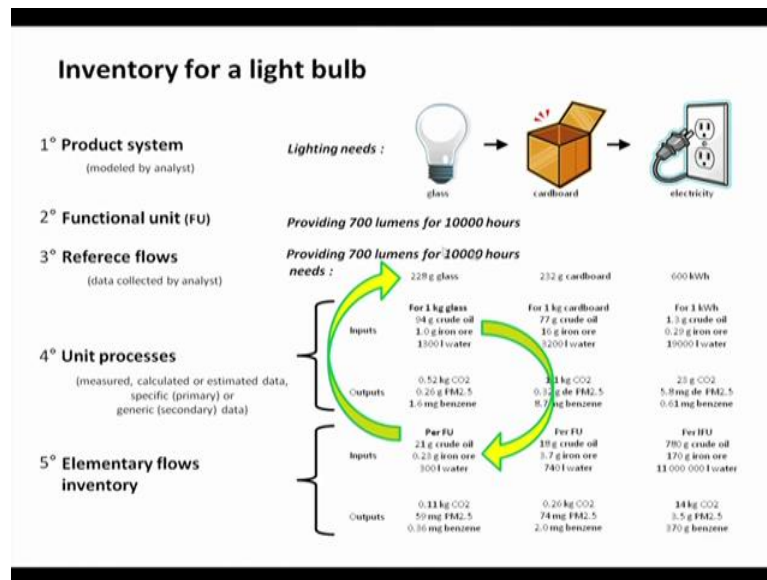 Inventory for a light bulb
1° Product system
(modeled by analyst)
Lighting needs :
glass
cardboard
electricity
2° Functional unit (FU)
Providing 700 lumens for 10000 hours
3° Referece flows
(data collected by analyst)
Providing 700 lumens for 10000 hours
needs :
228 g glass
232 g cardboard
600 kWh
4° Unit processes
(measured, calculated or estimated data,
specific (primary) or
generic (secondary) data)
Inputs
For 1 kg glass
94 g crude oil
1.0 g iron ore
1300 l water
For 1 kg cardboard
77 g crude oil
16 g iron ore
3200 l water
For 1 kWh
1.3 g crude oil
0.29 g iron ore
19000 l water
Outputs
0.52 kg CO2
0.26 g PM2.5
1.6 mg benzene
kg CO2
g de PM2.5
8.7 mg benzene
23 g CO2
5.8mg de PM2.5
0.61 mg benzene
5° Elementary flows
inventory
Inputs
Per FU
21 g crude oil
0.23 g iron ore
300 l water
Per FU
18 g crude oil
3.7 g iron ore
740 l water
Per FU
780 g crude oil
170 g iron ore
11 000 000 l water
Outputs
0.11 kg CO2
59 mg PM2.5
0.36 mg benzene
0.26 kg CO2
74 mg PM2.5
2.0 mg benzene
14 kg CO2
3.5 g PM2.5
370 g benzene